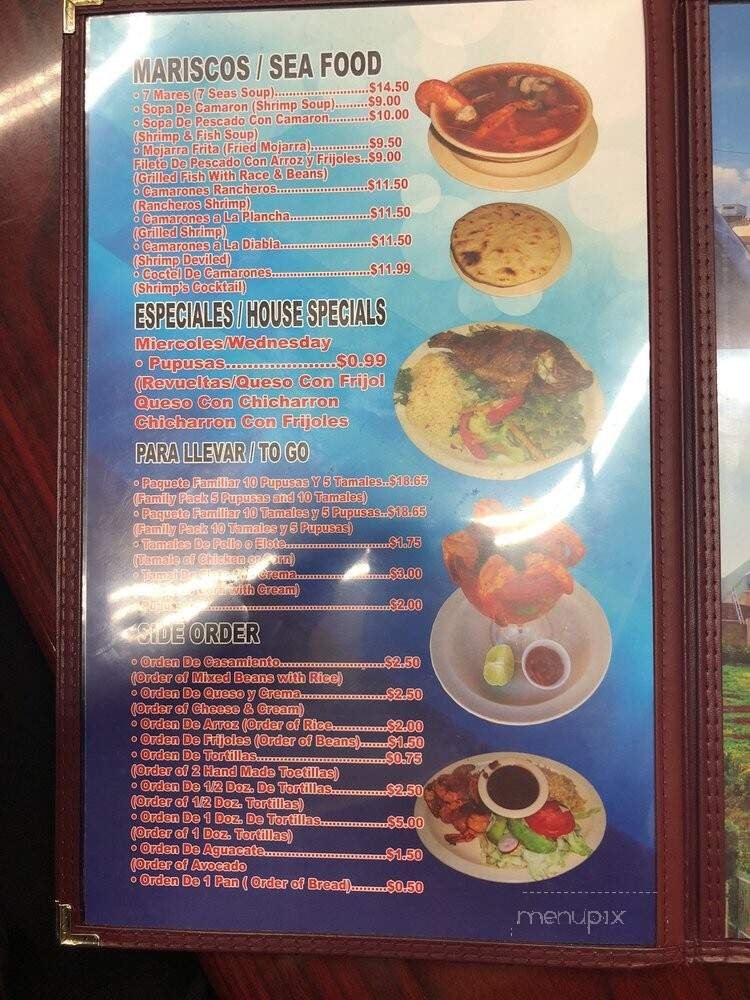 MARISCOS / SEA FOOD
• 7 Mares (7 Seas Soup)......................$14.50
• Sopa De Camaron (Shrimp Soup).........$9.00
• Sopa De Pescado Con Camaron...........$10.00
(Shrimp & Fish Soup)
• Mojarra Frita (Fried Mojarra)..............$9.50
Filete De Pescado Con Arroz y Frijoles..$9.00
(Grilled Fish With Race & Beans)
• Camarones Rancheros......................$11.50
(Rancheros Shrimp)
• Camarones a La Plancha...................$11.50
(Grilled Shrimp)
• Camarones a La Diabla.....................$11.50
(Shrimp Deviled)
• Coctel De Camarones.......................$11.99
(Shrimp's Cocktail)
ESPECIALES / HOUSE SPECIALS
Miercoles/Wednesday
• Pupusas....................$0.99
(Revueltas/Queso Con Frijol
Queso Con Chicharron
Chicharron Con Frijoles
PARA LLEVAR / TO GO
• Paquete Familiar 10 Pupusas Y 5 Tamales..$18.65
(Family Pack 5 Pupusas and 10 Tamales)
• Paquete Familiar 10 Tamales y 5 Pupusas..$18.65
(Family Pack 10 Tamales y 5 Pupusas)
• Tamales De Pollo o Elote........................$1.75
(Tamale of Chicken or Corn)
Crema.......................$3.00
with Cream)
$2.00
SIDE ORDER
• Orden De Casamiento.........................$2.50
(Order of Mixed Beans with Rice)
• Orden De Queso y Crema....................$2.50
(Order of Cheese & Cream)
• Orden De Arroz (Order of Rice.............$2.00
• Orden De Frijoles (Order of Beans)......$1.50
• Orden De Tortillas..............................$0.75
(Order of 2 Hand Made Toetillas)
• Orden De 1/2 Doz. De Tortillas.............$2.50
(Order of 1/2 Doz. Tortillas)
• Orden De 1 Doz. De Tortillas...............$5.00
(Order of 1 Doz. Tortillas)
• Orden De Aguacate............................$1.50
(Order of Avocado
• Orden De 1 Pan ( Order of Bread).........$0.50
menupix